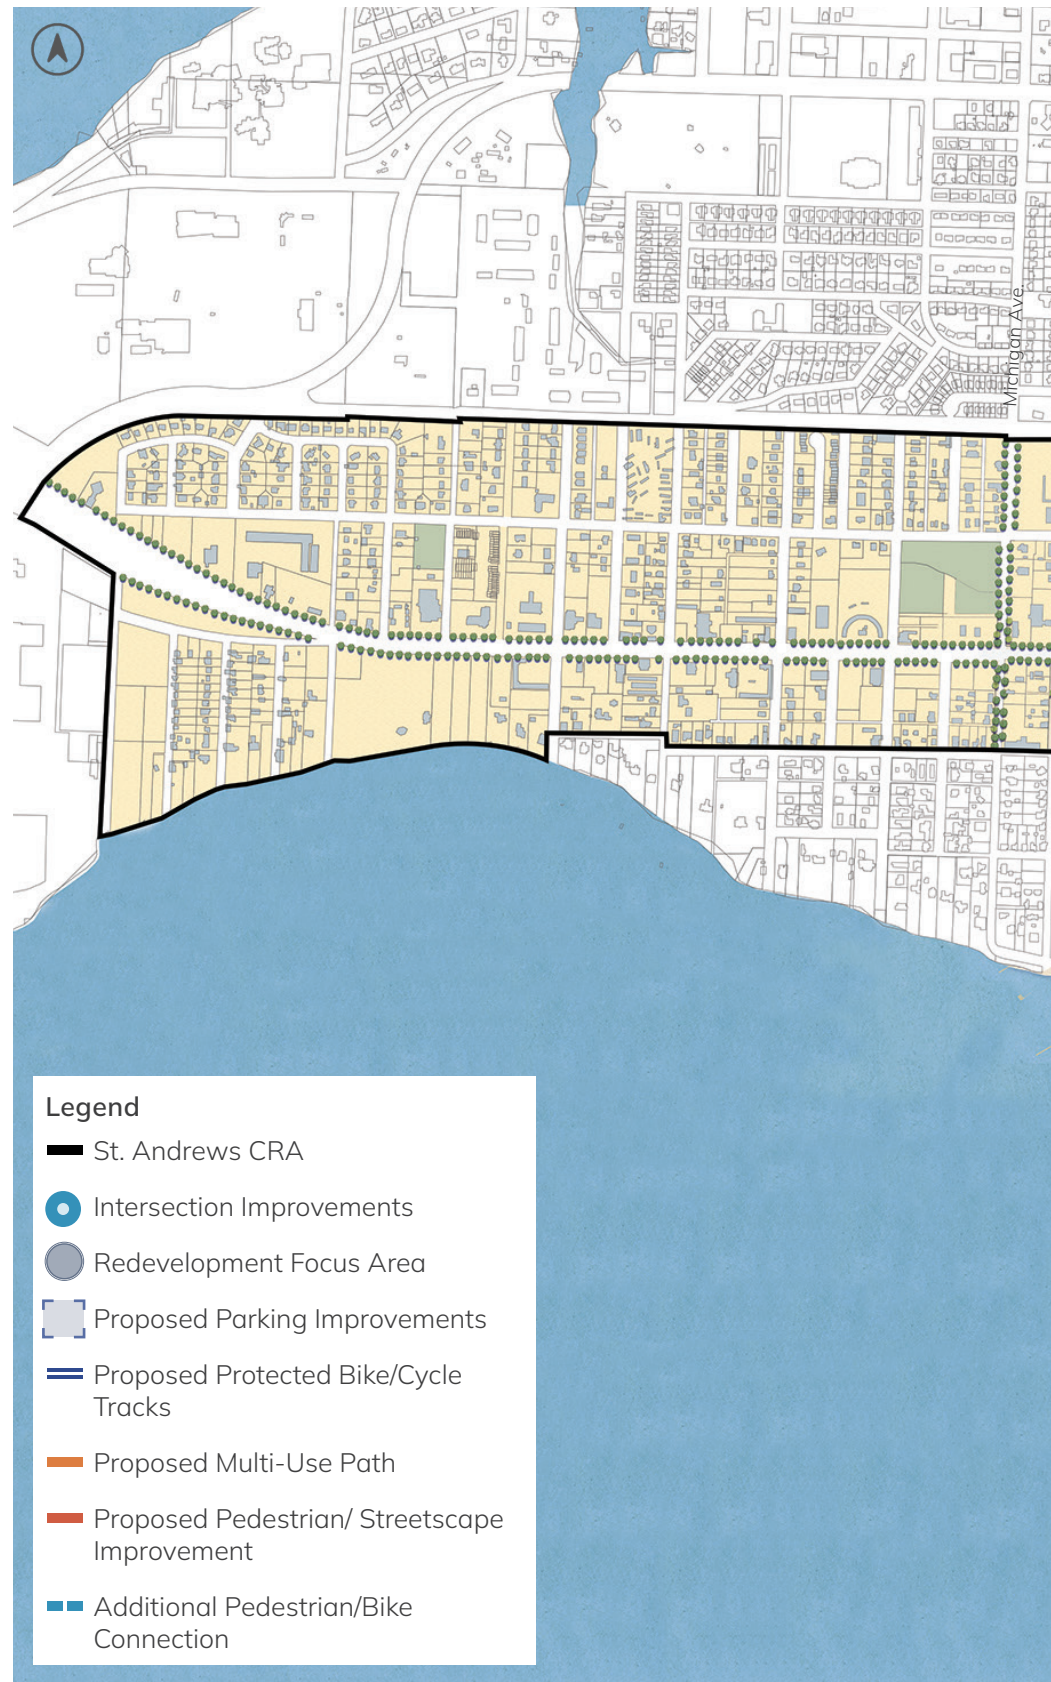 Michigan Ave.
Legend
St. Andrews CRA
Intersection Improvements
Redevelopment Focus Area
Proposed Parking Improvements
Proposed Protected Bike/Cycle
Tracks
Proposed Multi-Use Path
Proposed Pedestrian/ Streetscape
Improvement
Additional Pedestrian/Bike
Connection